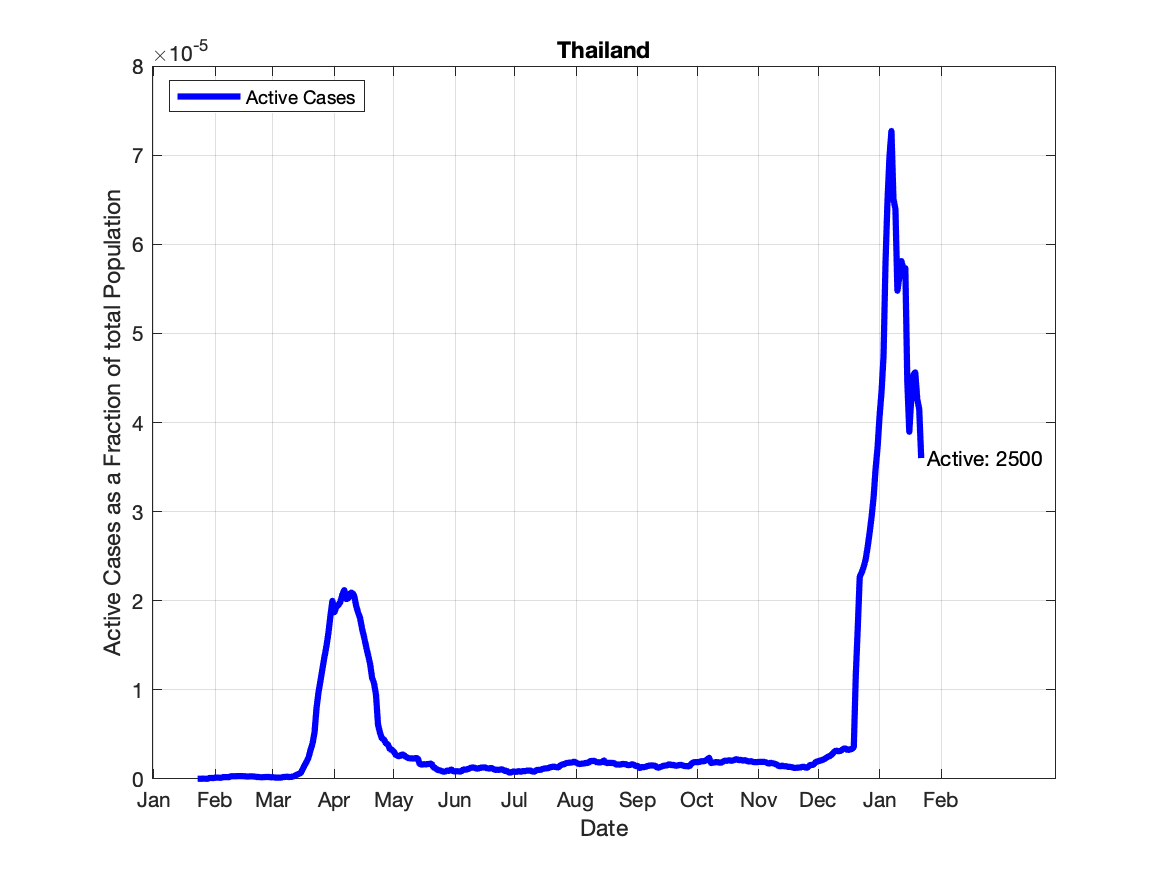 Thailand
×10-5
Active Cases
8
7
6
5
4
3
2
1
0
Active Cases as a Fraction of total Population
Active: 2500
Jan Feb Mar Apr May Jun Jul Aug Sep Oct Nov Dec Jan Feb
Date